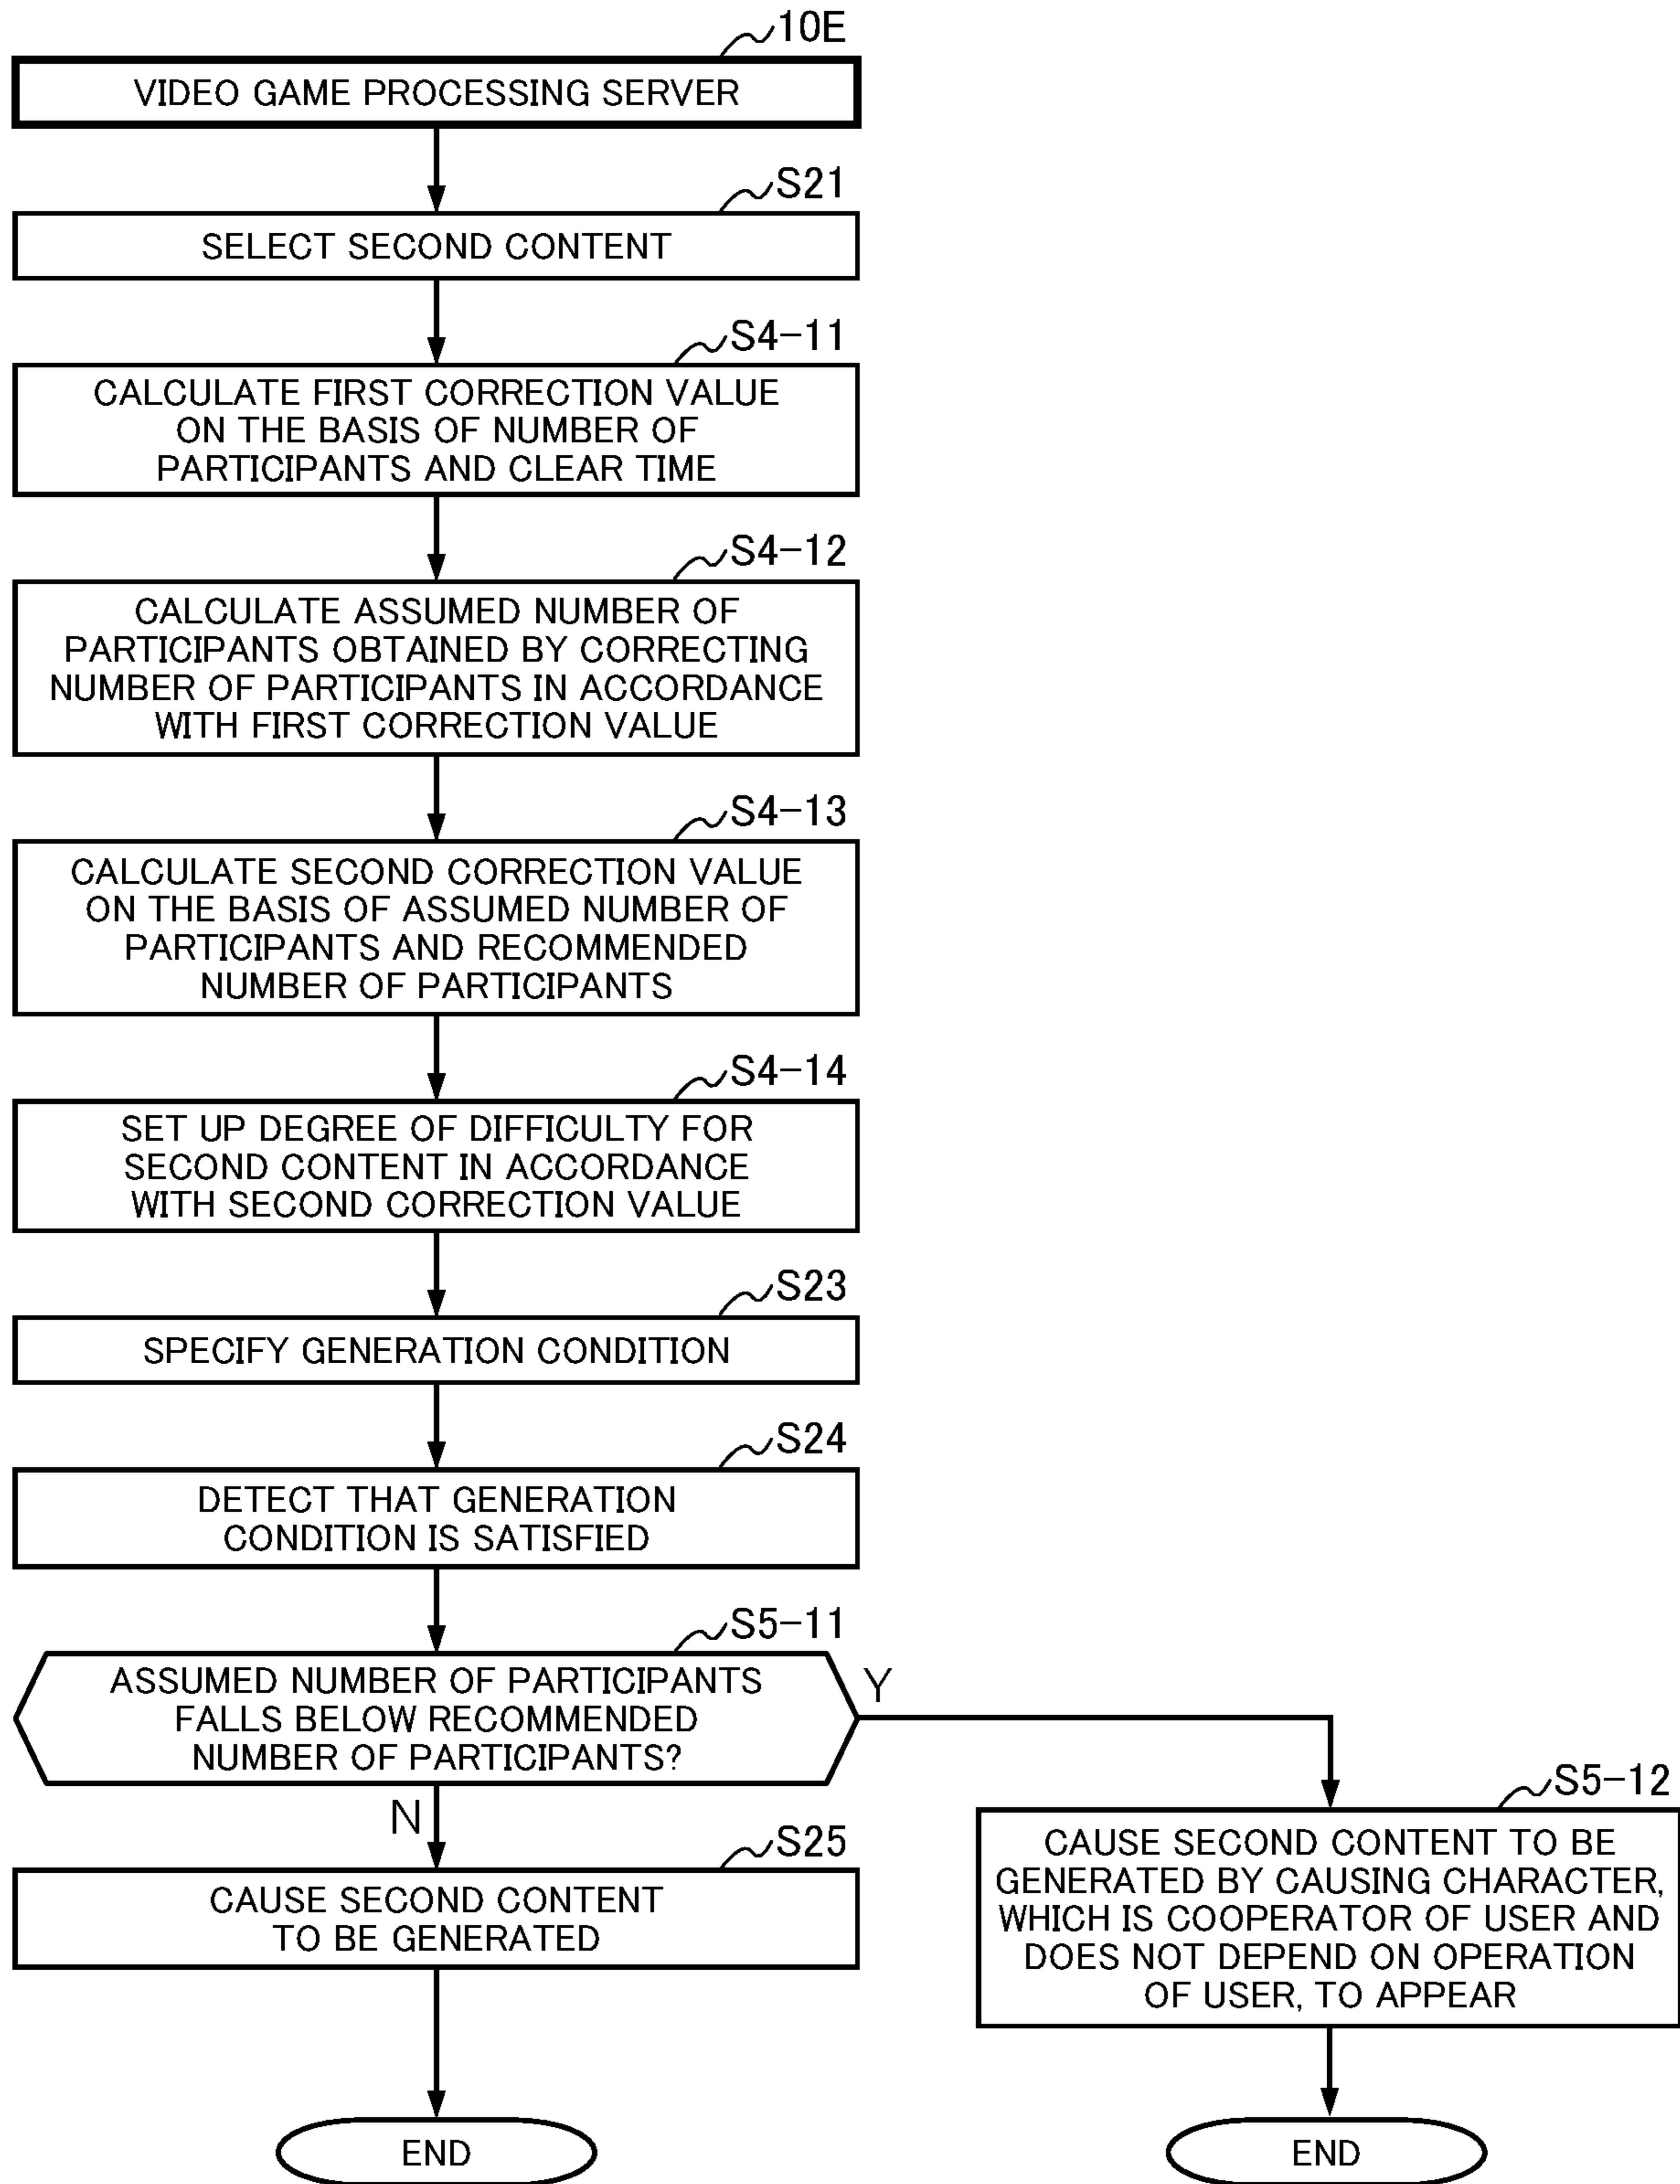 10E
VIDEO GAME PROCESSING SERVER
S21
SELECT SECOND CONTENT
S4-11
CALCULATE FIRST CORRECTION VALUE
ON THE BASIS OF NUMBER OF
PARTICIPANTS AND CLEAR TIME
S4-12
CALCULATE ASSUMED NUMBER OF
PARTICIPANTS OBTAINED BY CORRECTING
NUMBER OF PARTICIPANTS IN ACCORDANCE
WITH FIRST CORRECTION VALUE
S4-13
CALCULATE SECOND CORRECTION VALUE
ON THE BASIS OF ASSUMED NUMBER OF
PARTICIPANTS AND RECOMMENDED
NUMBER OF PARTICIPANTS
S4-14
SET UP DEGREE OF DIFFICULTY FOR
SECOND CONTENT IN ACCORDANCE
WITH SECOND CORRECTION VALUE
S23
SPECIFY GENERATION CONDITION
S24
DETECT THAT GENERATION
CONDITION IS SATISFIED
S5-11
ASSUMED NUMBER OF PARTICIPANTS
FALLS BELOW RECOMMENDED
NUMBER OF PARTICIPANTS?
Y
N
S25
CAUSE SECOND CONTENT
TO BE GENERATED
END
S5-12
CAUSE SECOND CONTENT TO BE
GENERATED BY CAUSING CHARACTER,
WHICH IS COOPERATOR OF USER AND
DOES NOT DEPEND ON OPERATION
OF USER, TO APPEAR
END